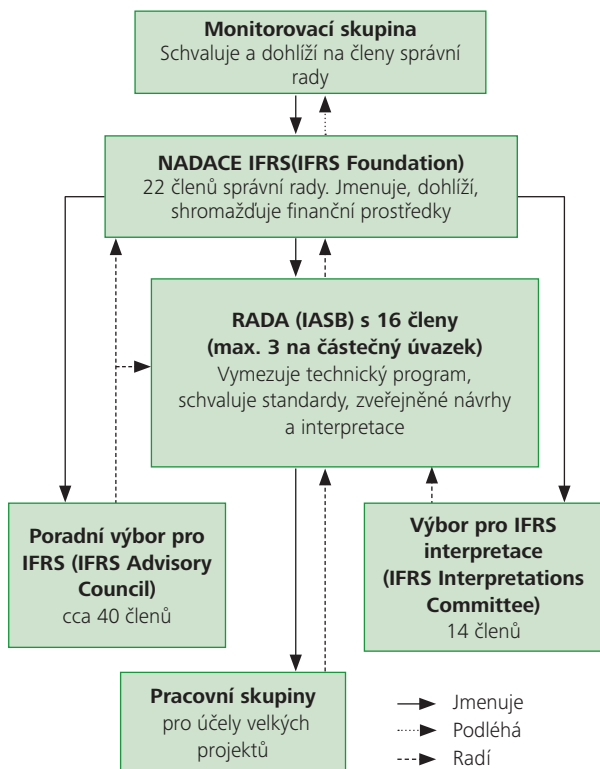 Monitorovací skupina
Schvaluje a dohlíží na členy správní
rady
NADACE IFRS(IFRS Foundation)
22 členů správní rady. Jmenuje, dohlíží,
shromažďuje finanční prostředky
RADA (IASB) s 16 členy
(max. 3 na částečný úvazek)
Vymezuje technický program,
schvaluje standardy, zveřejněné návrhy
a interpretace
Poradní výbor pro
IFRS (IFRS Advisory
Council)
cca 40 členů
Výbor pro IFRS
interpretace
(IFRS Interpretations
Committee)
14 členů
Pracovní skupiny
pro účely velkých
projektů
Jmenuje
Podléhá
Radí